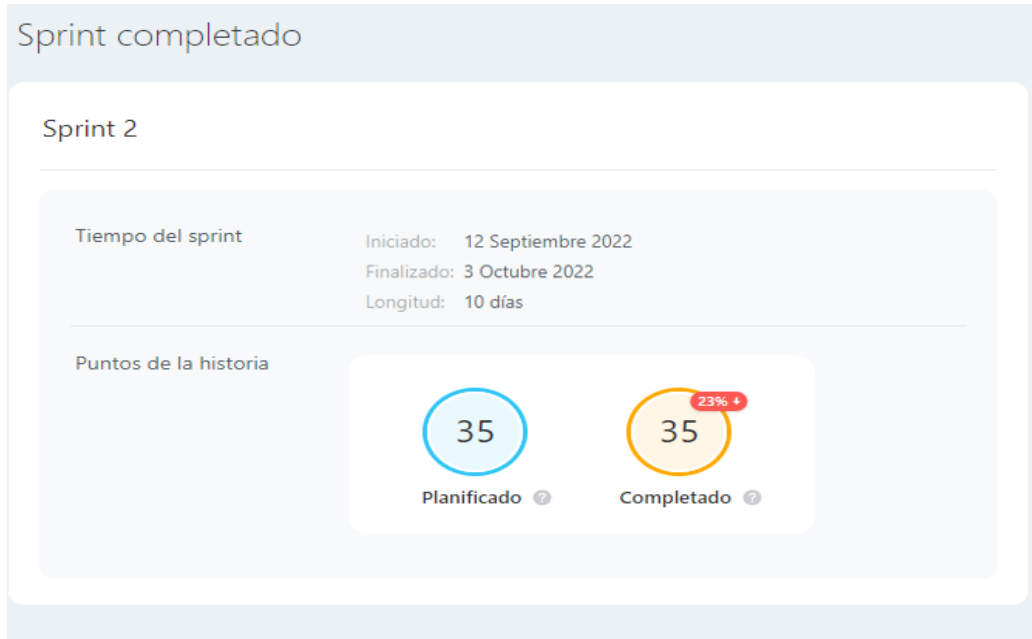 Sprint completado
Sprint 2
Tiempo del sprint
Iniciado: 12 Septiembre 2022
Finalizado: 3 Octubre 2022
Longitud: 10 días
Puntos de la historia
23% ↓
35
35
Planificado ?
Completado ?